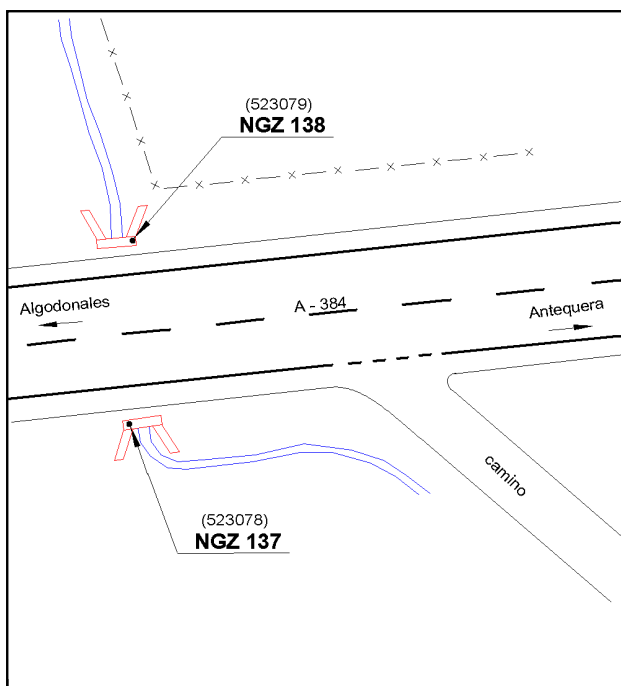 (523079)
NGZ 138
Algodonales
A - 384
Antequera
camino
(523078)
NGZ 137